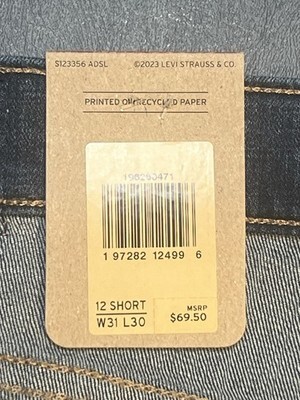 S123356 ADSL ©2023 LEVI STRAUSS & CO.
PRINTED ON RECYCLED PAPER
1 97282 12499 6
12 SHORT
W31 L30
MSRP
$69.50